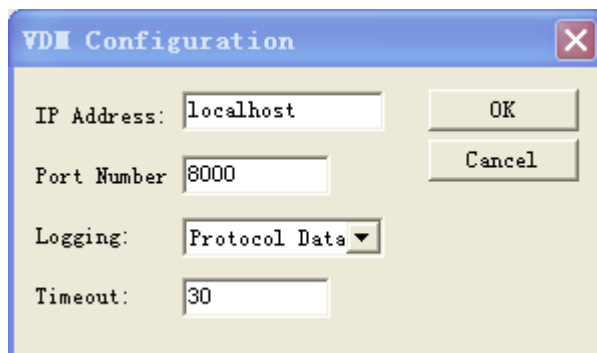 VDM Configuration
IP Address: localhost
OK
Port Number 8000
Cancel
Logging: Protocol Data
Timeout: 30